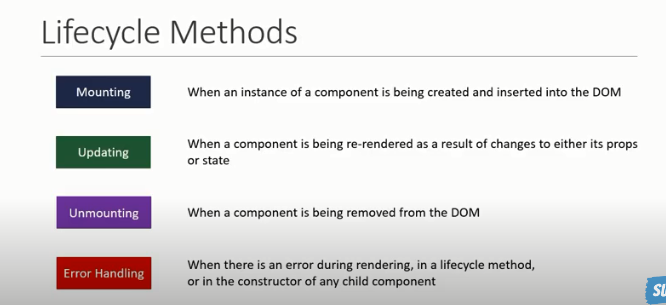 Lifecycle Methods
Mounting
When an instance of a component is being created and inserted into the DOM
Updating
When a component is being re-rendered as a result of changes to either its props
or state
Unmounting
When a component is being removed from the DOM
Error Handling
When there is an error during rendering, in a lifecycle method,
or in the constructor of any child component